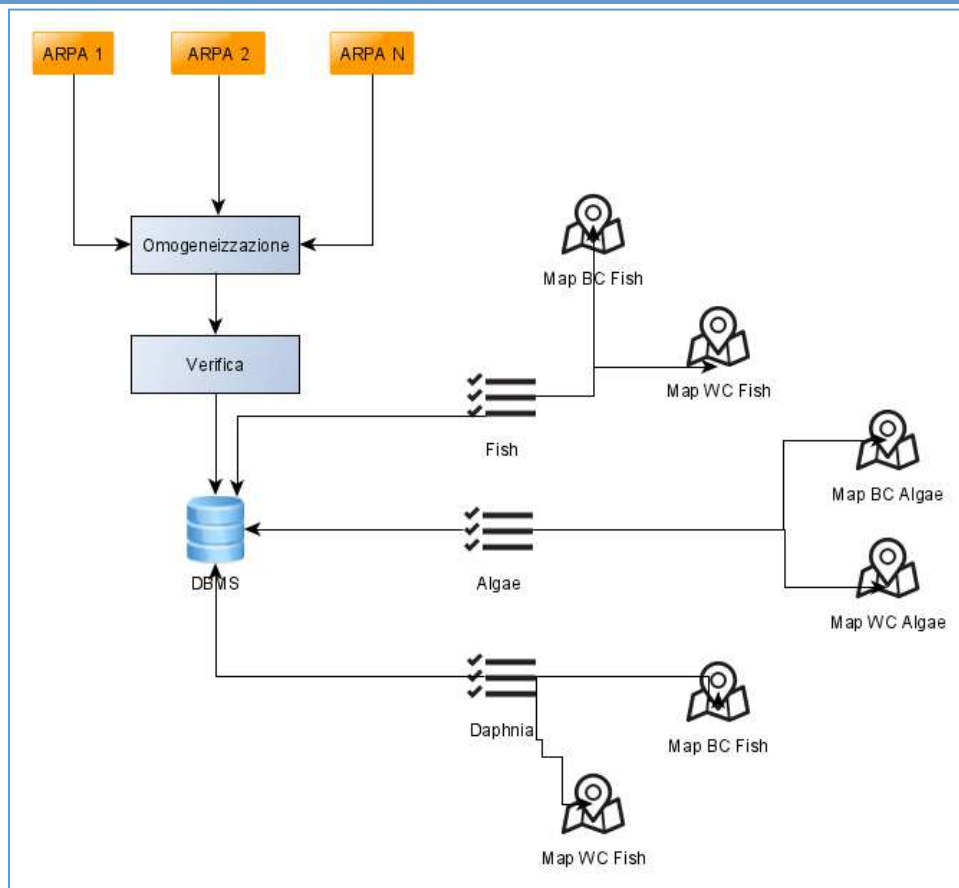 ARPA 1
ARPA 2
ARPA N
Omogeneizzazione
Verifica
Map BC Fish
Map WC Fish
Fish
Map BC Algae
DBMS
Algae
Map WC Algae
Daphnia
Map BC Fish
Map WC Fish